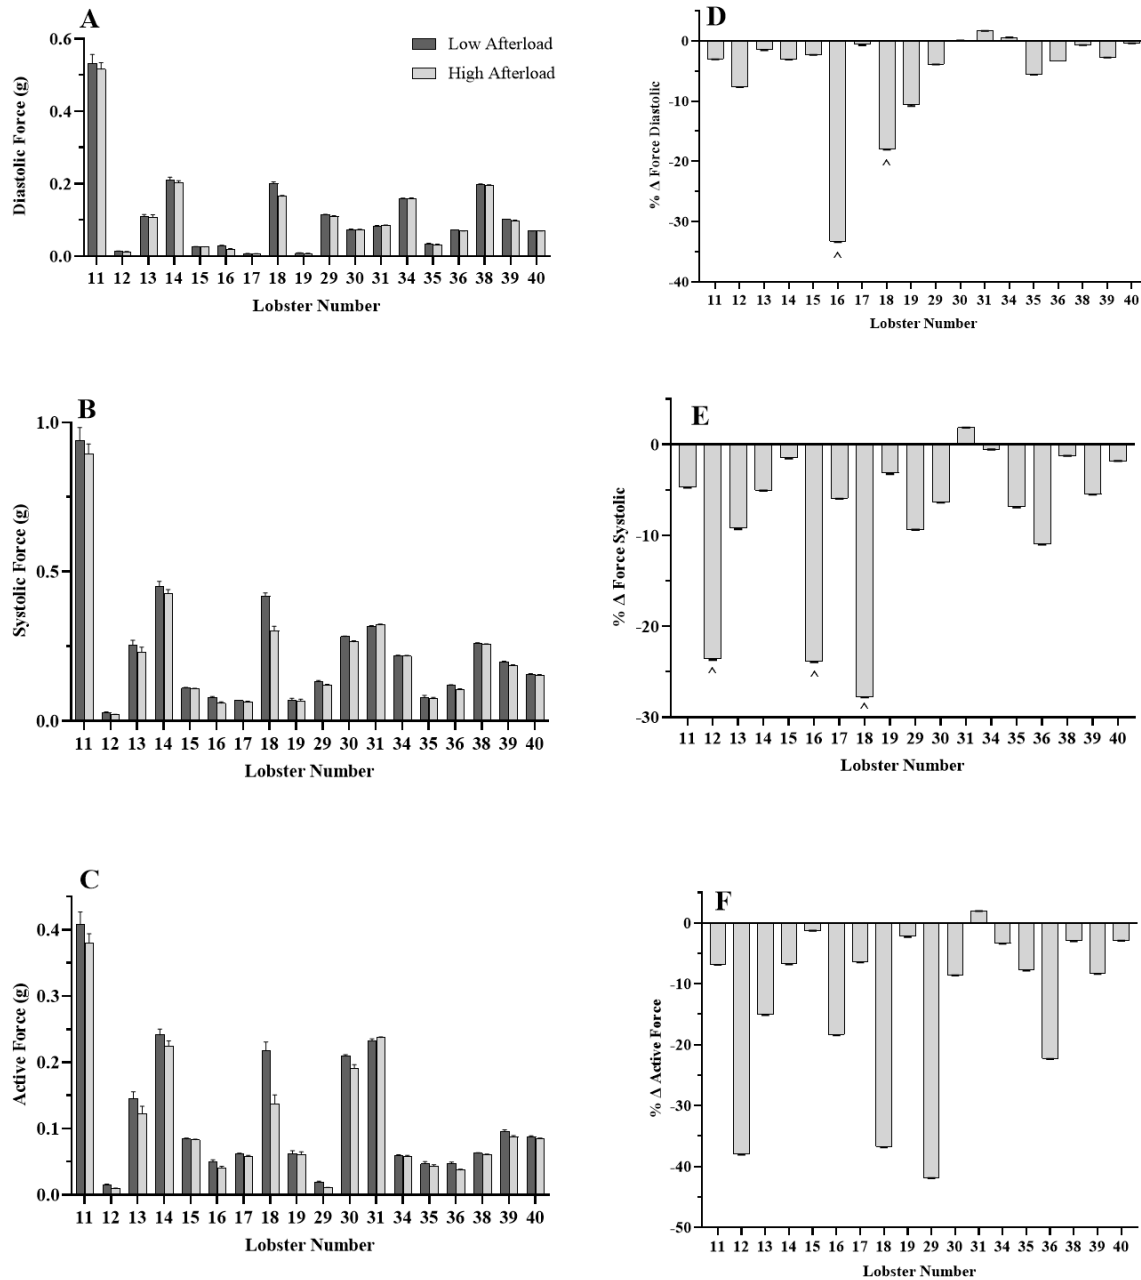 A
Low Afterload
High Afterload
Diastolic Force (g)
0.6
0.4
0.2
0.0
11 12 13 14 15 16 17 18 19 29 30 31 34 35 36 38 39 40
Lobster Number
D
% Δ Force Diastolic
0
-10
-20
-30
-40
^
^
11 12 13 14 15 16 17 18 19 29 30 31 34 35 36 38 39 40
Lobster Number
B
Systolic Force (g)
1.0
0.5
0.0
11 12 13 14 15 16 17 18 19 29 30 31 34 35 36 38 39 40
Lobster Number
E
% Δ Force Systolic
0
-10
-20
-30
^
^
^
11 12 13 14 15 16 17 18 19 29 30 31 34 35 36 38 39 40
Lobster Number
C
Active Force (g)
0.4
0.3
0.2
0.1
0.0
11 12 13 14 15 16 17 18 19 29 30 31 34 35 36 38 39 40
Lobster Number
F
% Δ Active Force
0
-10
-20
-30
-40
-50
11 12 13 14 15 16 17 18 19 29 30 31 34 35 36 38 39 40
Lobster Number